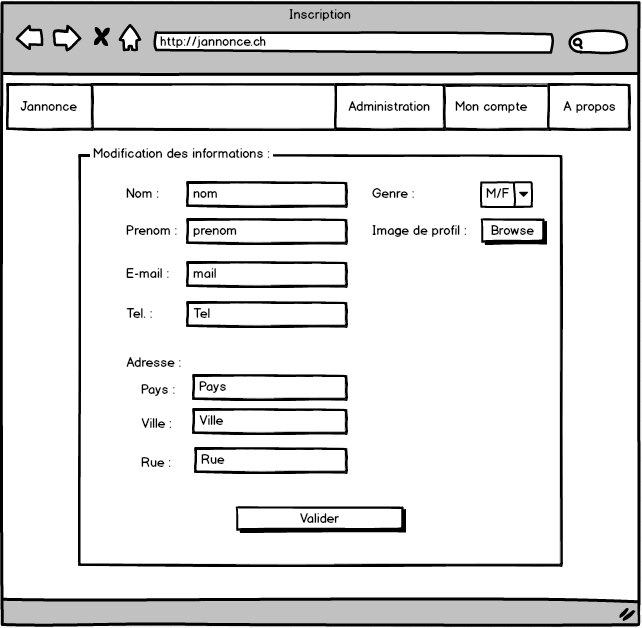 Inscription
http://jannonce.ch
Jannonce Administration Mon compte A propos
Modification des informations :
Nom : nom Genre : M/F
Prenom : prenom Image de profil : Browse
E-mail : mail
Tel. : Tel
Adresse :
Pays : Pays
Ville : Ville
Rue : Rue
Valider